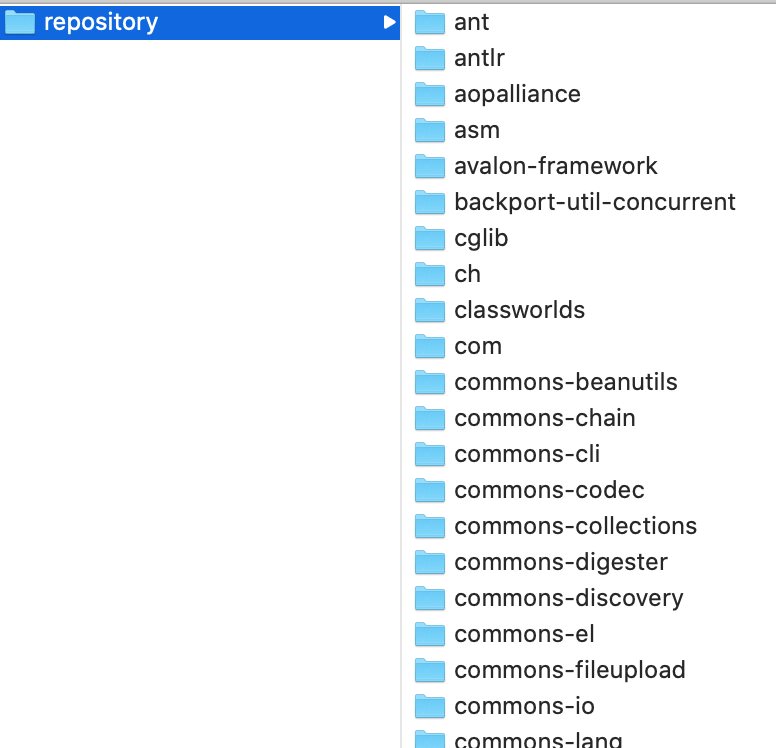 repository
ant
antlr
aopalliance
asm
avalon-framework
backport-util-concurrent
cglib
ch
classworlds
com
commons-beanutils
commons-chain
commons-cli
commons-codec
commons-collections
commons-digester
commons-discovery
commons-el
commons-fileupload
commons-io
commons-lang